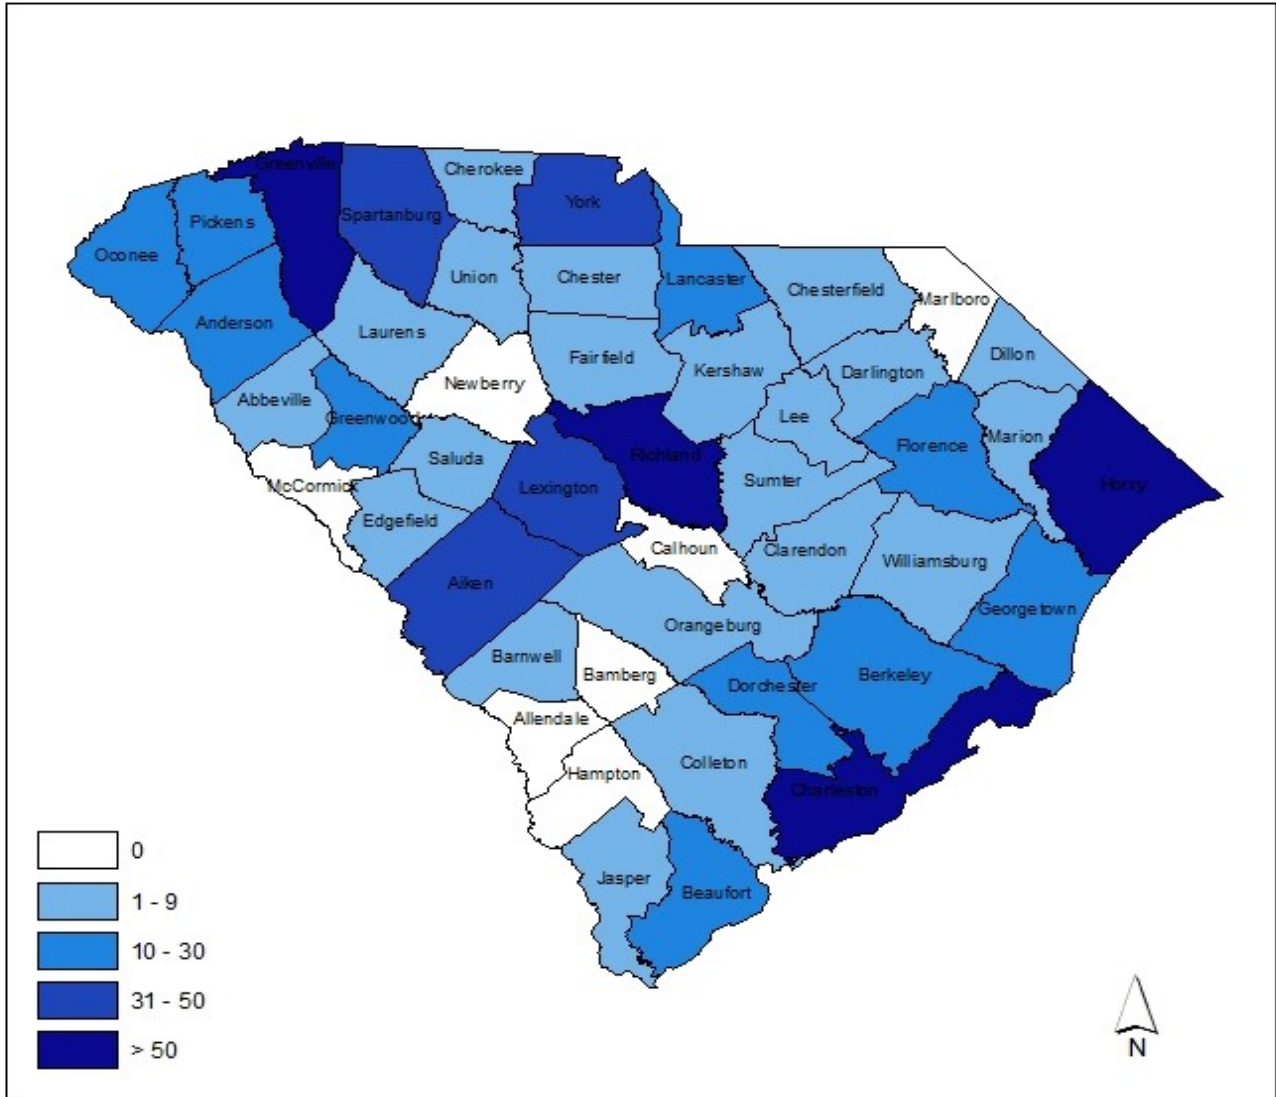 Greenville
Cherokee
York
Spartanburg
Pickens
Oconee
Union
Chester
Lancaster
Chesterfield
Marlboro
Anderson
Laurens
Fairfield
Kershaw
Darlington
Dillon
Newberry
Abbeville
Greenwood
Lee
Saluda
Richland
Florence
Marion
McCormick
Lexington
Sumter
Horry
Edgefield
Calhoun
Clarendon
Williamsburg
Aiken
Georgetown
Orangeburg
Barnwell
Bamberg
Dorchester
Berkeley
Allendale
Hampton
Colleton
Charleston
Jasper
Beaufort
0
1 - 9
10 - 30
31 - 50
> 50
N